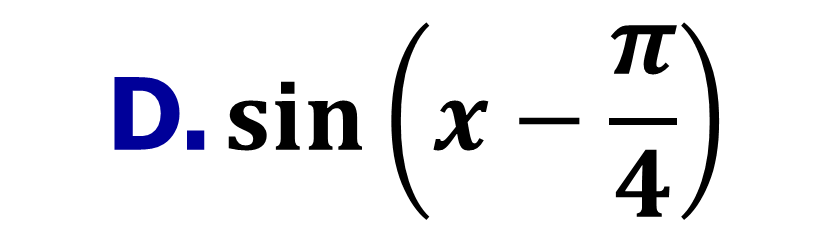 D. sin(x − π/4)